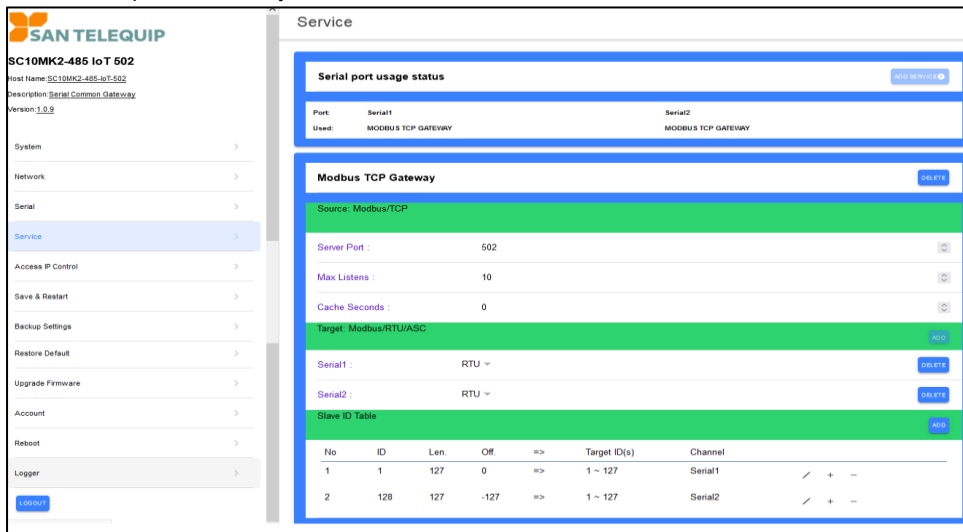 SAN TELEQUIP
SC10MK2-485 IoT 502
Host Name:SC10MK2-485-IoT-502
Description:Serial Common Gateway
Version:1.0.9
System
Network
Serial
Service
Access IP Control
Save & Restart
Backup Settings
Restore Default
Upgrade Firmware
Account
Reboot
Logger
LOGOUT
Service
Serial port usage status
ADD SERVICE
Port: Serial1 Serial2
Used: MODBUS TCP GATEWAY MODBUS TCP GATEWAY
Modbus TCP Gateway
DELETE
Source: Modbus/TCP
Server Port : 502
Max Listens : 10
Cache Seconds : 0
Target: Modbus/RTU/ASC
ADD
Serial1 : RTU DELETE
Serial2 : RTU DELETE
Slave ID Table
ADD
No ID Len. Off. => Target ID(s) Channel
1 1 127 0 => 1 ~ 127 Serial1 + −
2 128 127 -127 => 1 ~ 127 Serial2 + −